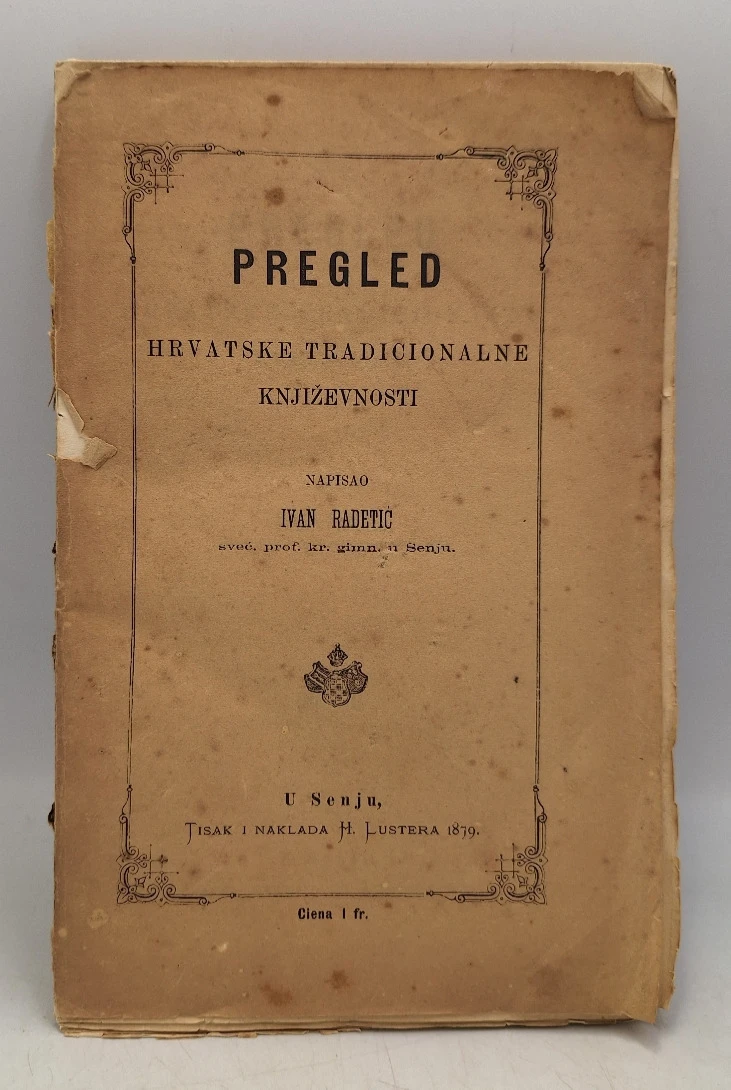 PREGLED
HRVATSKE TRADICIONALNE
KNJIŽEVNOSTI
NAPISAO
IVAN RADETIĆ
sveć. prof. kr. gimn. u Senju.
U Senju,
TISAK I NAKLADA H. LUSTERA 1879.
Ciena 1 fr.